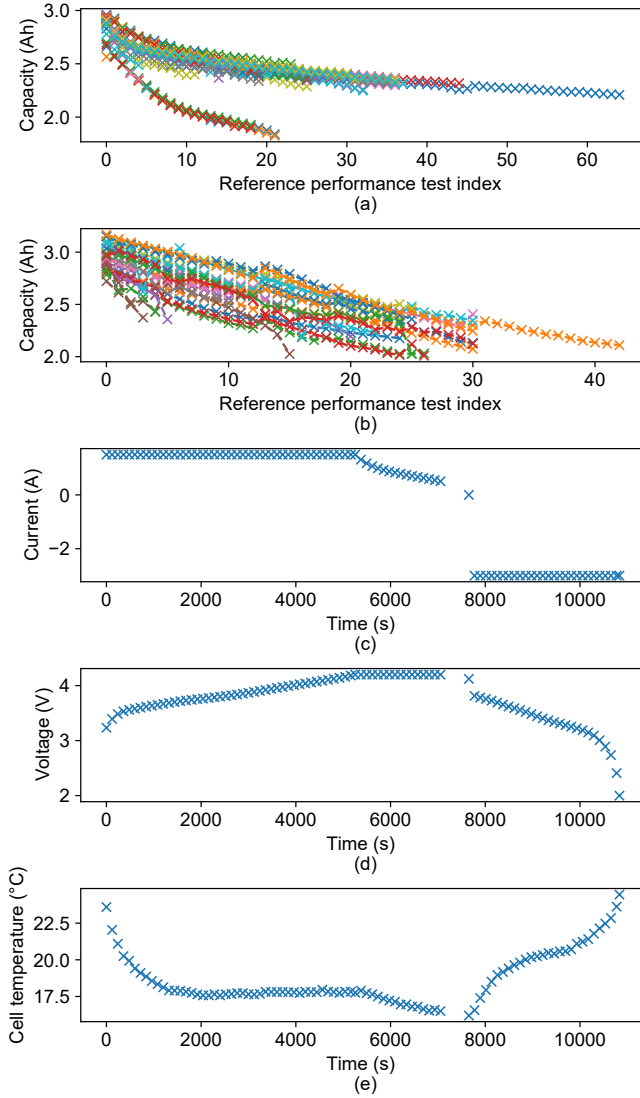 3.0
2.5
2.0
Capacity (Ah)
0 10 20 30 40 50 60
Reference performance test index
(a)
3.0
2.5
2.0
Capacity (Ah)
0 10 20 30 40
Reference performance test index
(b)
0
−2
Current (A)
0 2000 4000 6000 8000 10000
Time (s)
(c)
4
3
2
Voltage (V)
0 2000 4000 6000 8000 10000
Time (s)
(d)
22.5
20.0
17.5
Cell temperature (°C)
0 2000 4000 6000 8000 10000
Time (s)
(e)